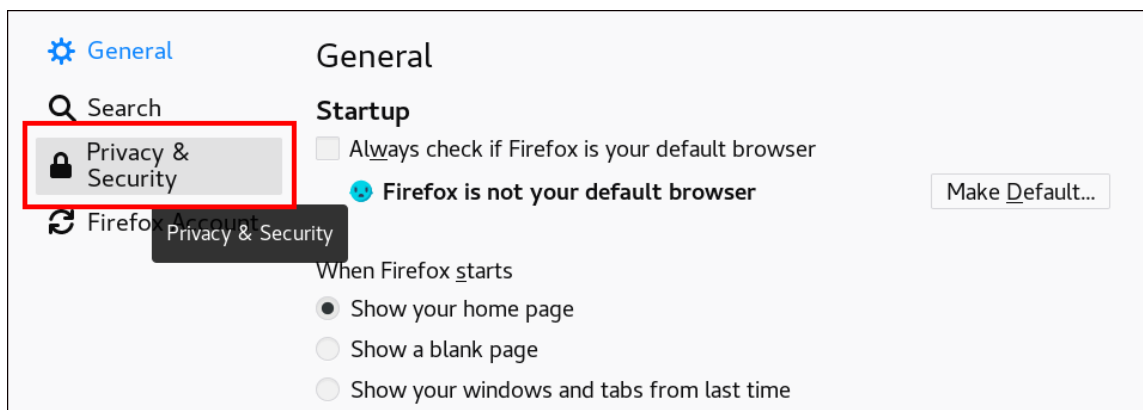 General
Search
Privacy &
Security
Firefox Account
Privacy & Security
General
Startup
Always check if Firefox is your default browser
Firefox is not your default browser
Make Default...
When Firefox starts
Show your home page
Show a blank page
Show your windows and tabs from last time